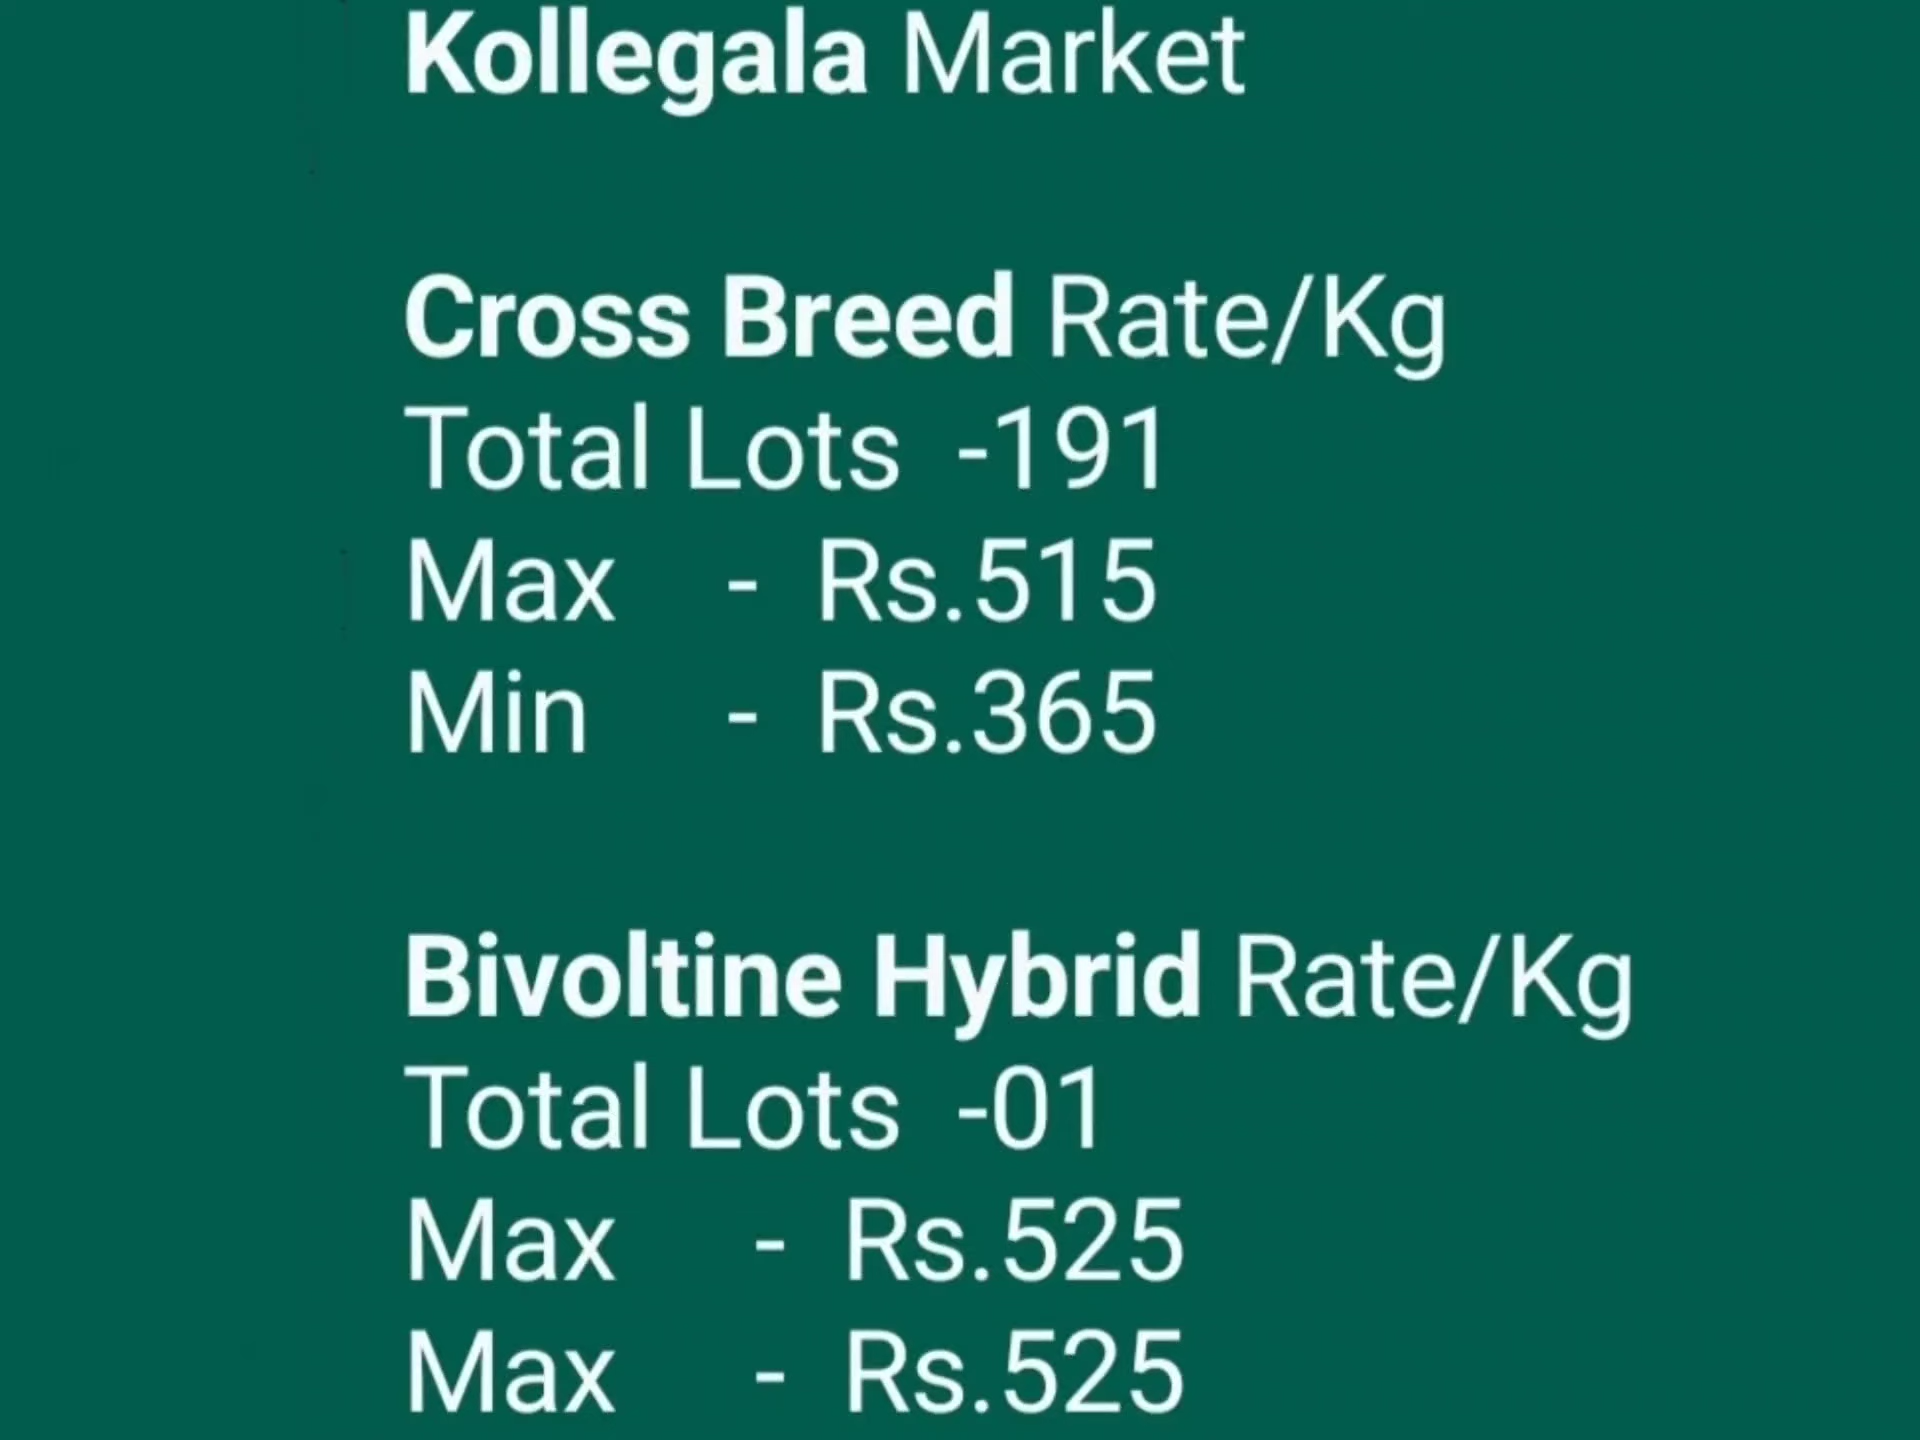 Kollegala Market
Cross Breed Rate/Kg
Total Lots -191
Max - Rs.515
Min - Rs.365
Bivoltine Hybrid Rate/Kg
Total Lots -01
Max - Rs.525
Max - Rs.525